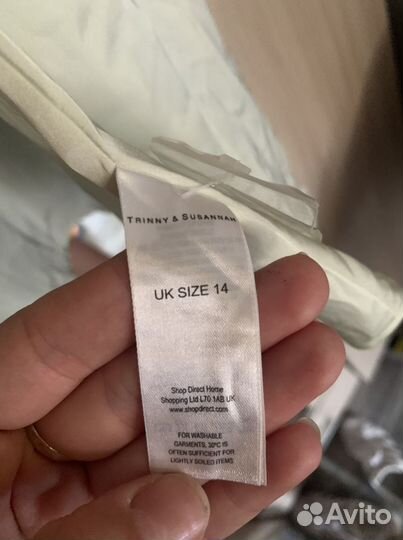 TRINNY & SUSANNAH
UK SIZE 14
Shop Direct Home
Shopping Ltd L70 1AB UK
www.shopdirect.com
FOR WASHABLE
GARMENTS, 30°C IS
OFTEN SUFFICIENT FOR
LIGHTLY SOILED ITEMS
Avito